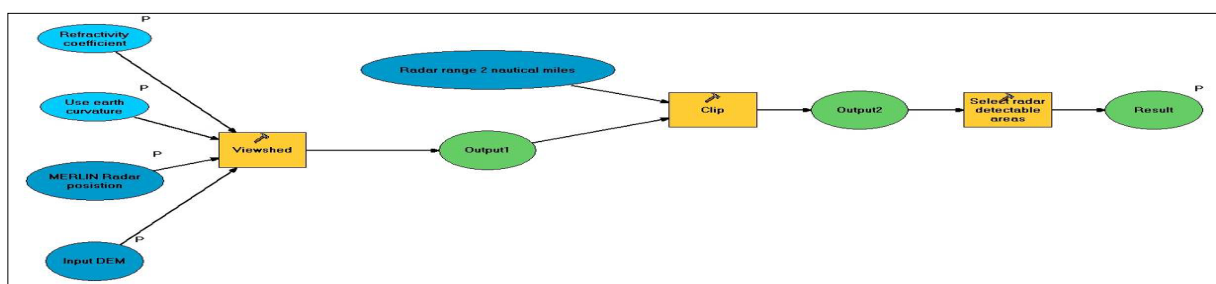 P
Refractivity
coefficient
P
Use earth
curvature
P
MERLIN Radar
posistion
P
Input DEM
Viewshed
Output1
Radar range 2 nautical miles
Clip
Output2
Select radar
detectable
areas
P
Result